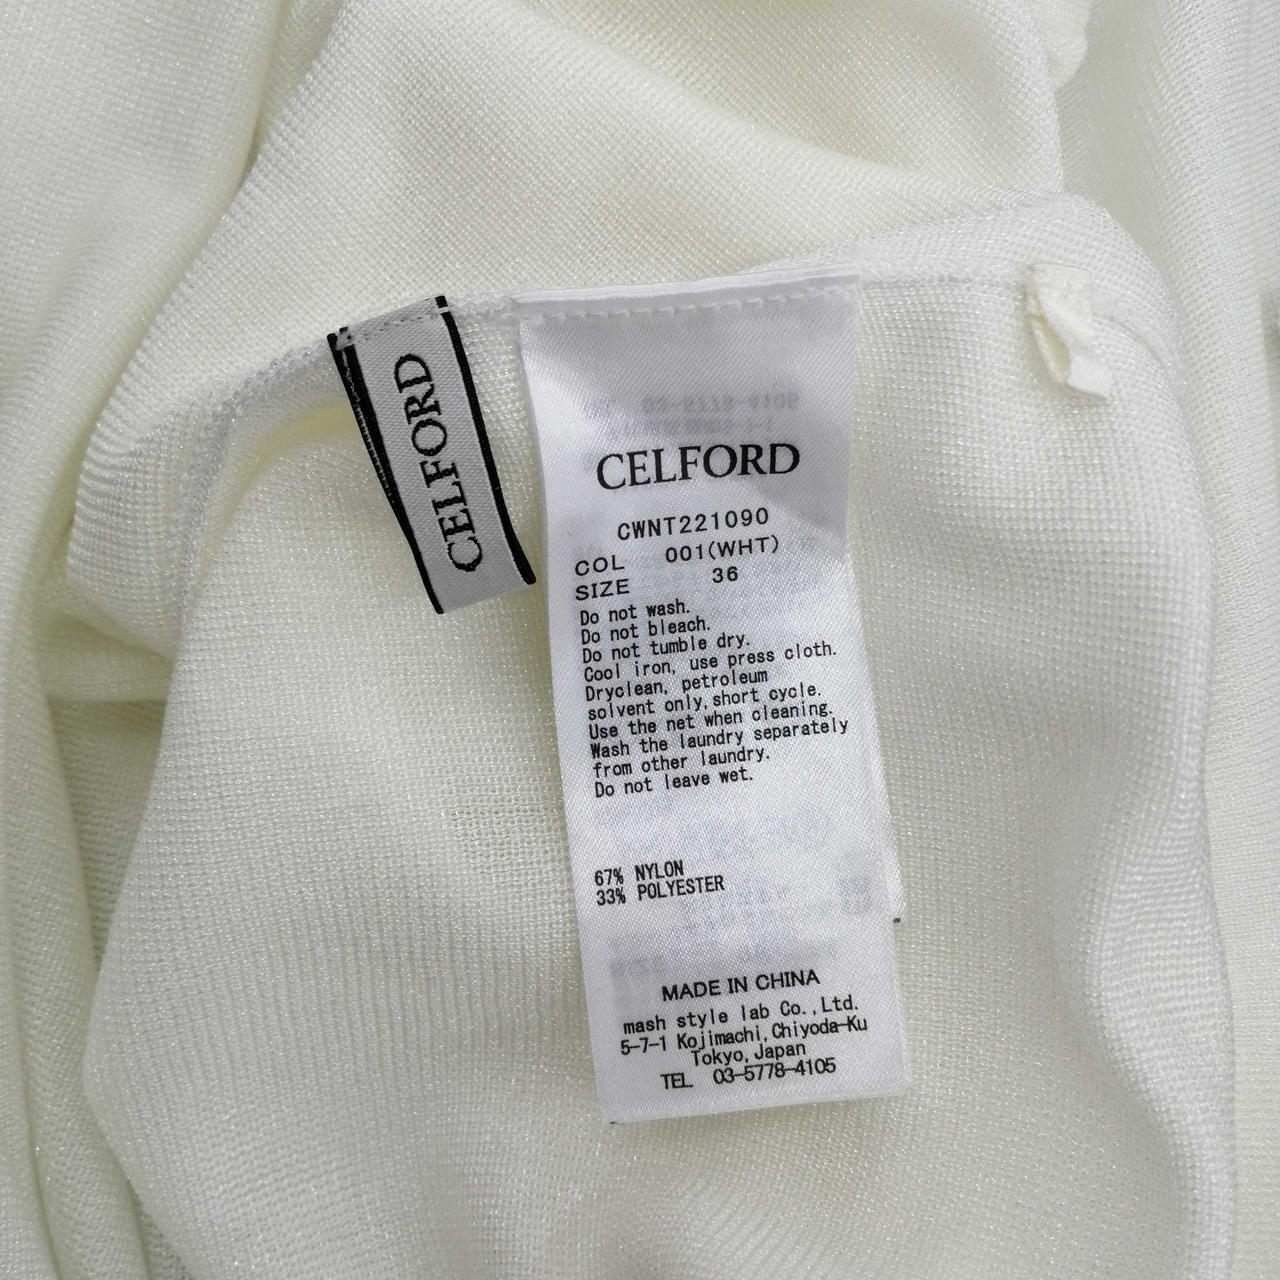 CELFORD
CELFORD
CWNT221090
COL 001(WHT)
SIZE 36
Do not wash.
Do not bleach.
Do not tumble dry.
Cool iron, use press cloth.
Dryclean, petroleum
solvent only,short cycle.
Use the net when cleaning.
Wash the laundry separately
from other laundry.
Do not leave wet.
67% NYLON
33% POLYESTER
MADE IN CHINA
mash style lab Co.,Ltd.
5-7-1 Kojimachi,Chiyoda-Ku
Tokyo,Japan
TEL 03-5778-4105